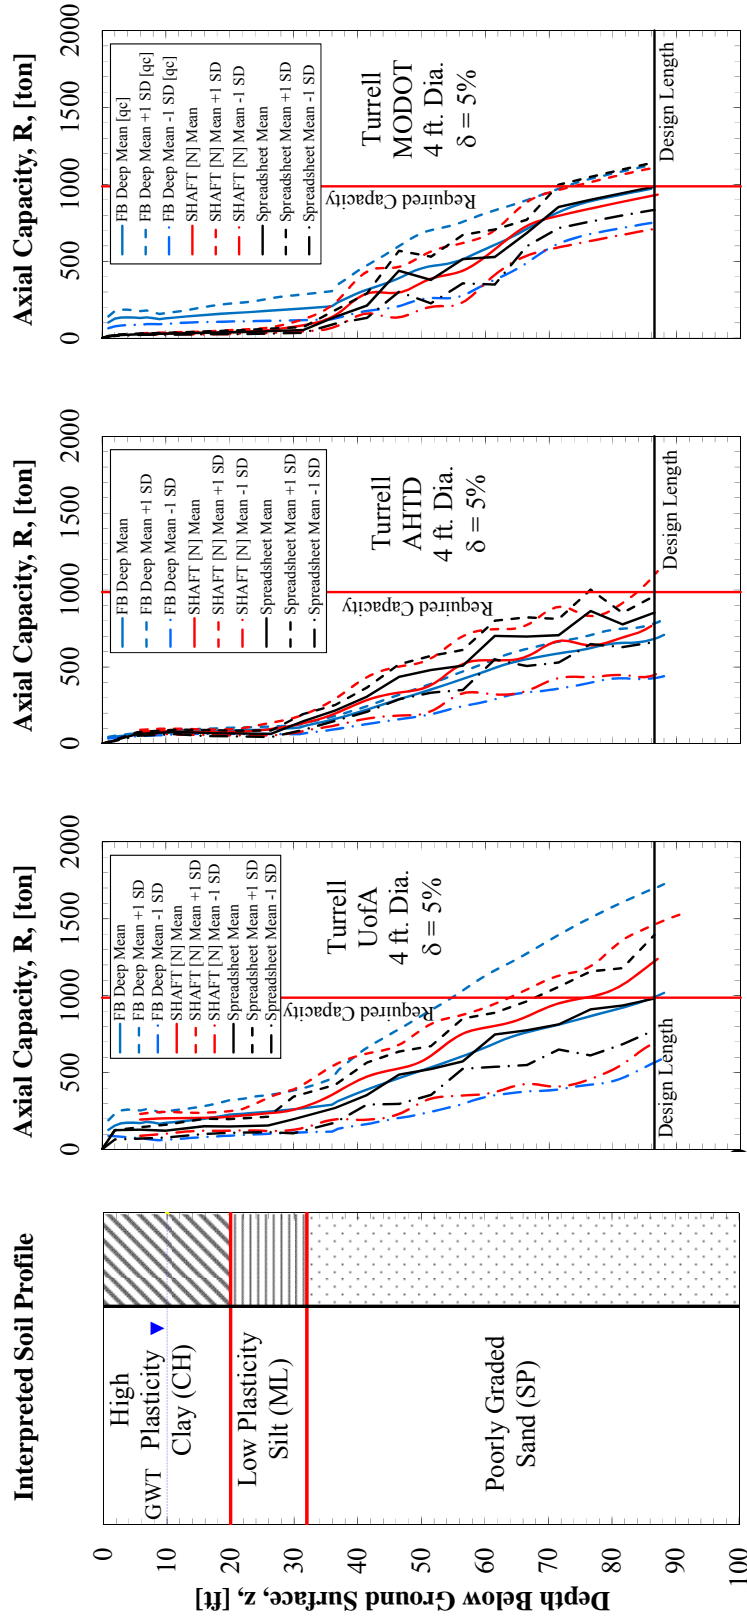 Interpreted Soil Profile
Depth Below Ground Surface, z, [ft]
0
10
20
30
40
50
60
70
80
90
100
High
GWT Plasticity
Clay (CH)
Low Plasticity
Silt (ML)
Poorly Graded
Sand (SP)
Axial Capacity, R, [ton]
0
500
1000
1500
2000
FB Deep Mean
FB Deep Mean +1 SD
FB Deep Mean -1 SD
SHAFT [N] Mean
SHAFT [N] Mean +1 SD
SHAFT [N] Mean -1 SD
Spreadsheet Mean
Spreadsheet Mean +1 SD
Spreadsheet Mean -1 SD
Required Capacity
Turrell
UofA
4 ft. Dia.
δ = 5%
Design Length
Axial Capacity, R, [ton]
0
500
1000
1500
2000
FB Deep Mean
FB Deep Mean +1 SD
FB Deep Mean -1 SD
SHAFT [N] Mean
SHAFT [N] Mean +1 SD
SHAFT [N] Mean -1 SD
Spreadsheet Mean
Spreadsheet Mean +1 SD
Spreadsheet Mean -1 SD
Required Capacity
Turrell
AHTD
4 ft. Dia.
δ = 5%
Design Length
Axial Capacity, R, [ton]
0
500
1000
1500
2000
FB Deep Mean [qc]
FB Deep Mean +1 SD [qc]
FB Deep Mean -1 SD [qc]
SHAFT [N] Mean
SHAFT [N] Mean +1 SD
SHAFT [N] Mean -1 SD
Spreadsheet Mean
Spreadsheet Mean +1 SD
Spreadsheet Mean -1 SD
Required Capacity
Turrell
MODOT
4 ft. Dia.
δ = 5%
Design Length